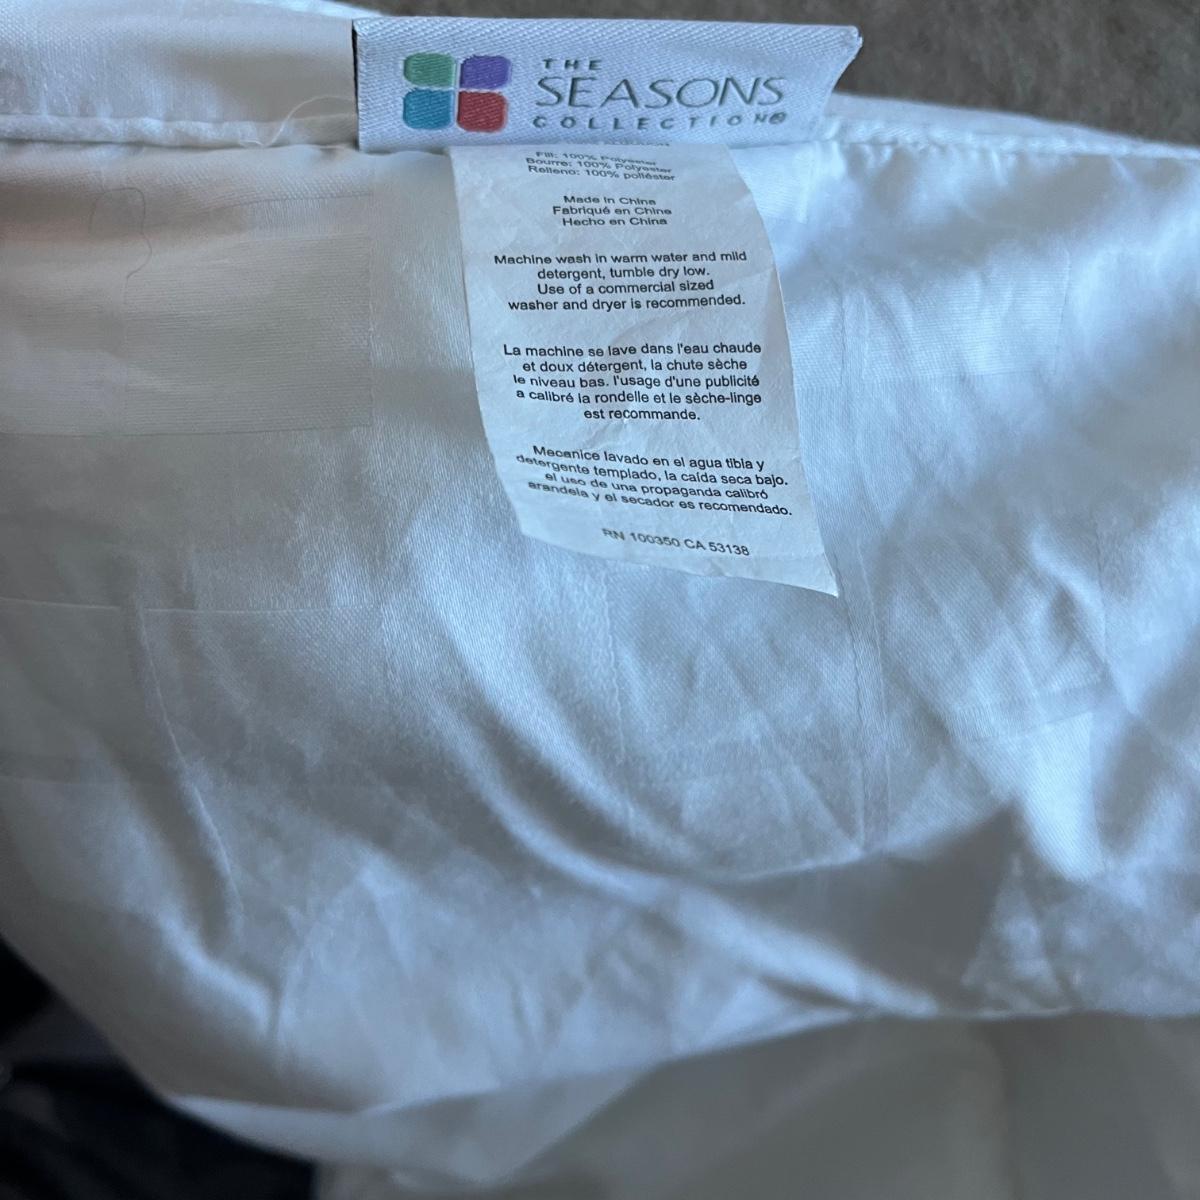 THE
SEASONS
COLLECTION®
Fill: 100% Polyester
Bourre: 100% Polyester
Relleno: 100% poliéster
Made in China
Fabriqué en Chine
Hecho en China
Machine wash in warm water and mild
detergent, tumble dry low.
Use of a commercial sized
washer and dryer is recommended.
La machine se lave dans l'eau chaude
et doux détergent, la chute sèche
le niveau bas. l'usage d'une publicité
a calibré la rondelle et le sèche-linge
est recommande.
Mecanice lavado en el agua tibla y
detergente templado, la caída seca bajo.
el uso de una propaganda calibró
arandela y el secador es recomendado.
RN 100350 CA 53138